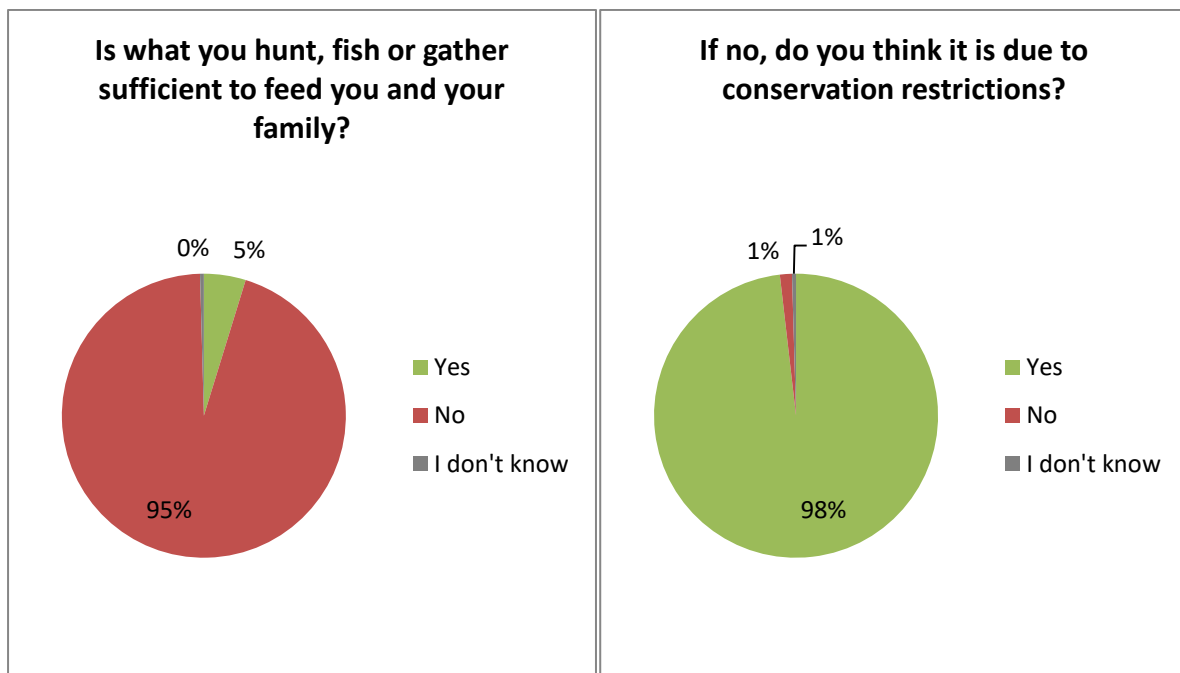 Is what you hunt, fish or gather
sufficient to feed you and your
family?
0%
5%
95%
Yes
No
I don't know
If no, do you think it is due to
conservation restrictions?
1%
1%
98%
Yes
No
I don't know